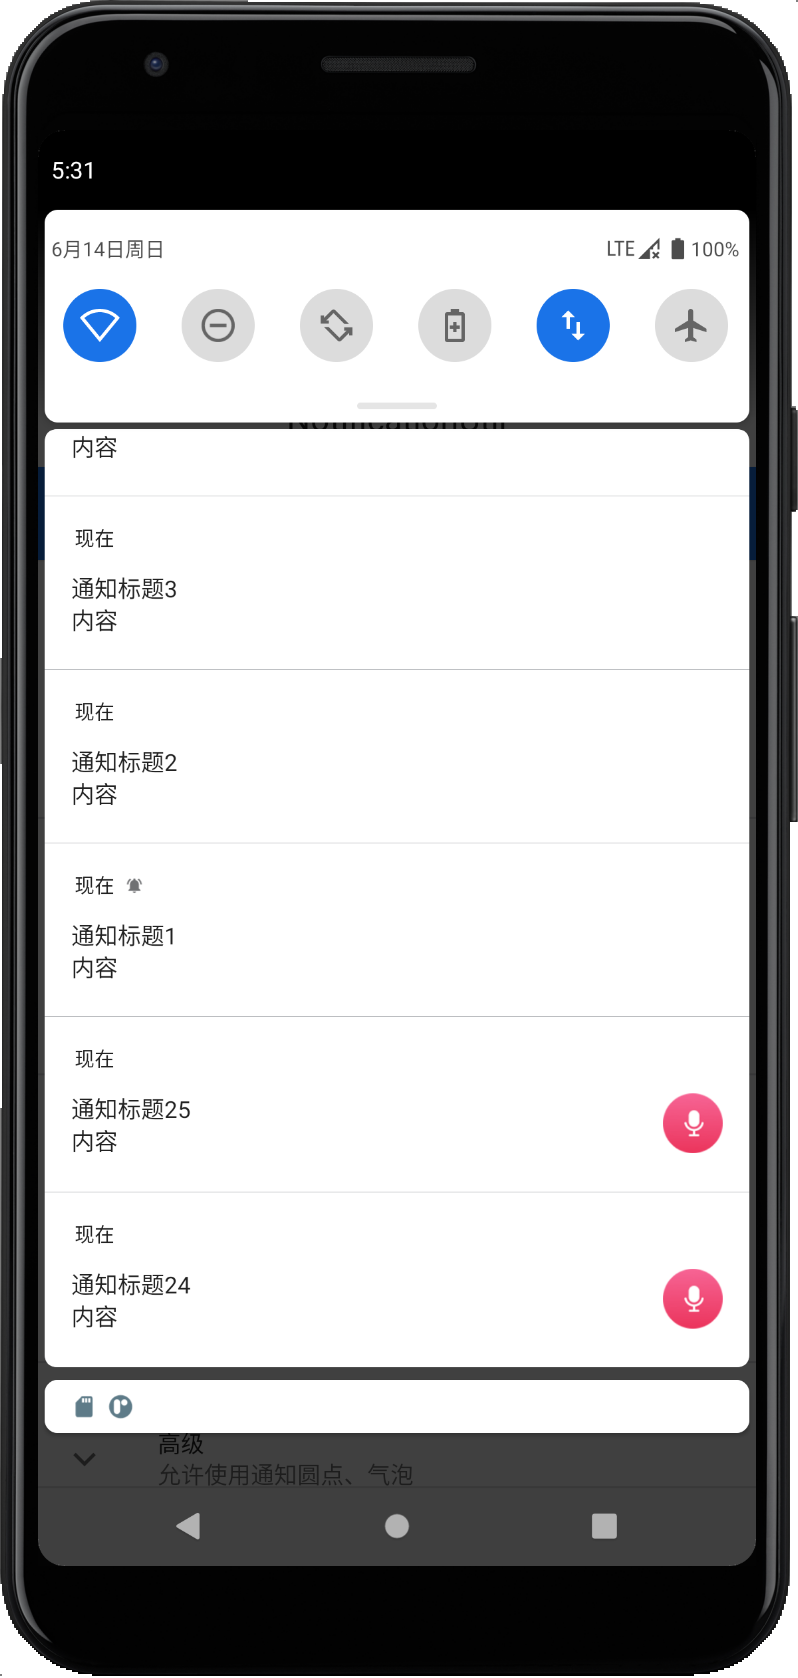 5:31
6月14日周日
LTE 100%
内容
现在
通知标题3
内容
现在
通知标题2
内容
现在
通知标题1
内容
现在
通知标题25
内容
现在
通知标题24
内容
高级
允许使用通知圆点、气泡